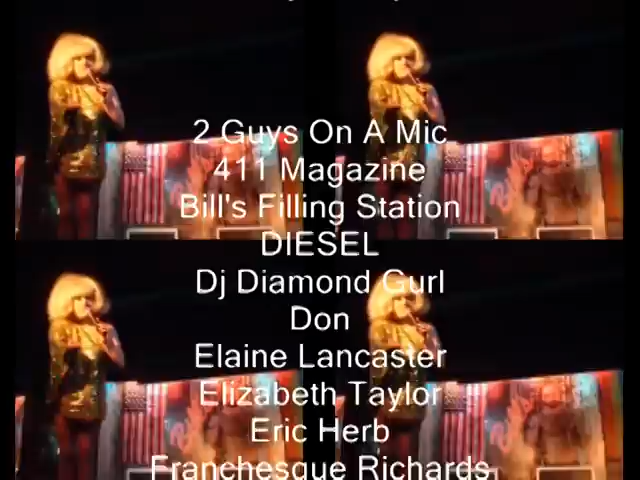 2 Guys On A Mic
411 Magazine
Bill's Filling Station
DIESEL
Dj Diamond Gurl
Don
Elaine Lancaster
Elizabeth Taylor
Eric Herb
Franchesque Richards